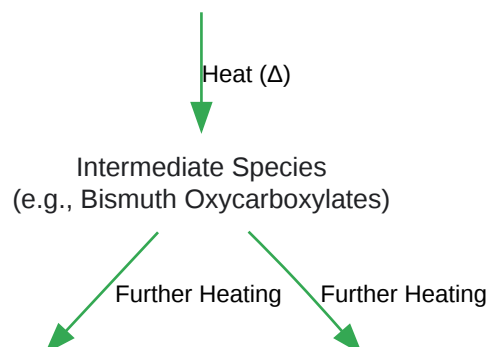 Heat (Δ)
Intermediate Species
(e.g., Bismuth Oxycarboxylates)
Further Heating
Further Heating